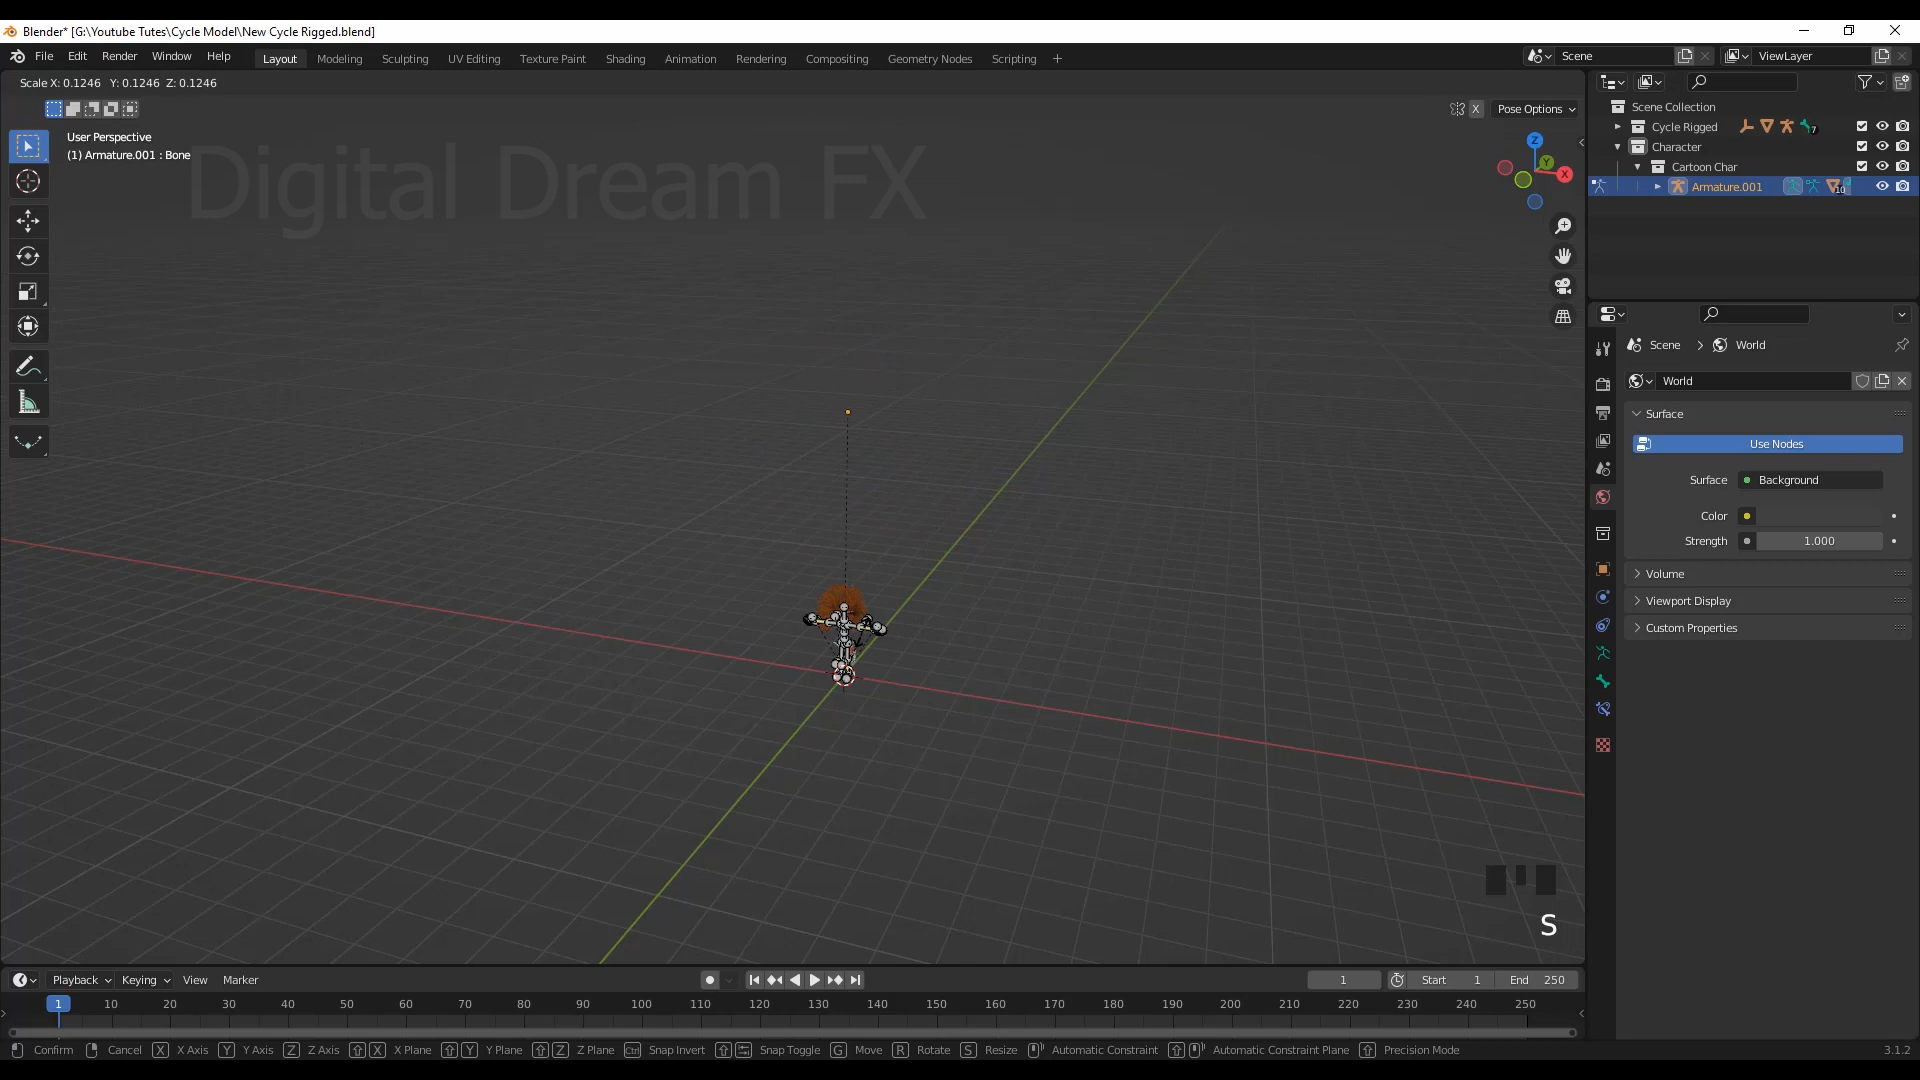 Blender* [G:\Youtube Tutes\Cycle Model\New Cycle Rigged.blend]
File Edit Render Window Help Layout Modeling Sculpting UV Editing Texture Paint Shading Animation Rendering Compositing Geometry Nodes Scripting + Scene ViewLayer
Scale X: 0.1246 Y: 0.1246 Z: 0.1246
X Pose Options
User Perspective
(1) Armature.001 : Bone
Digital Dream FX
Z
Y
X
Scene Collection
Cycle Rigged 7
Character
Cartoon Char
Armature.001 10
Scene > World
World
Surface
Use Nodes
Surface Background
Color
Strength 1.000
Volume
Viewport Display
Custom Properties
S
Playback Keying View Marker 1 Start 1 End 250
1 10 20 30 40 50 60 70 80 90 100 110 120 130 140 150 160 170 180 190 200 210 220 230 240 250
Confirm Cancel X X Axis Y Y Axis Z Z Axis X X Plane Y Y Plane Z Z Plane Ctrl Snap Invert Snap Toggle G Move R Rotate S Resize Automatic Constraint Automatic Constraint Plane Precision Mode 3.1.2